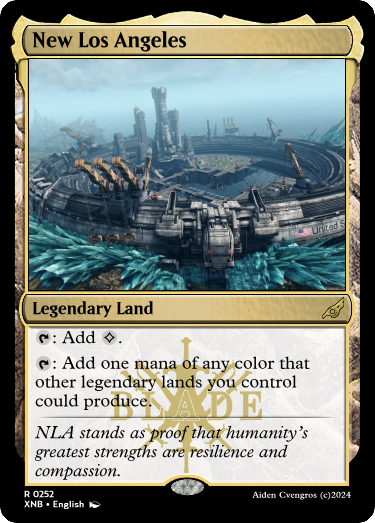 New Los Angeles
United S
Legendary Land
: Add .
: Add one mana of any color that
other legendary lands you control
could produce.
BLADE
NLA stands as proof that humanity's
greatest strengths are resilience and
compassion.
R 0252
XNB • English
Aiden Cvengros (c)2024